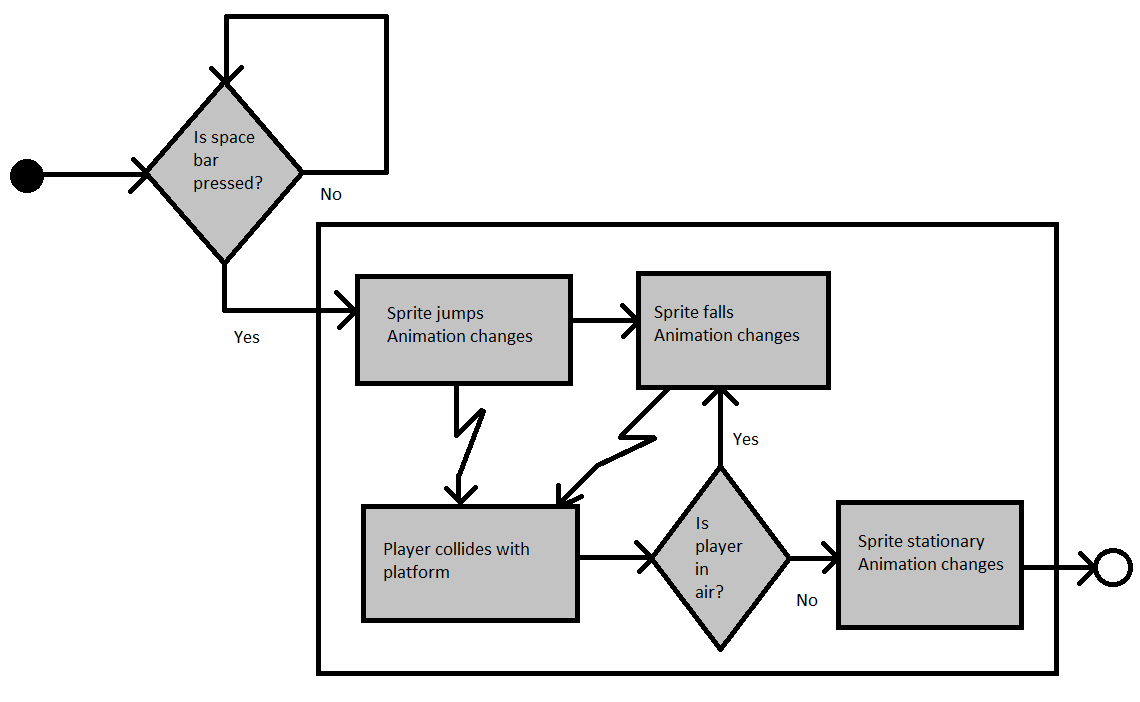 Is space
bar
pressed?
No
Yes
Sprite jumps
Animation changes
Sprite falls
Animation changes
Yes
Player collides with
platform
Is
player
in
air?
No
Sprite stationary
Animation changes